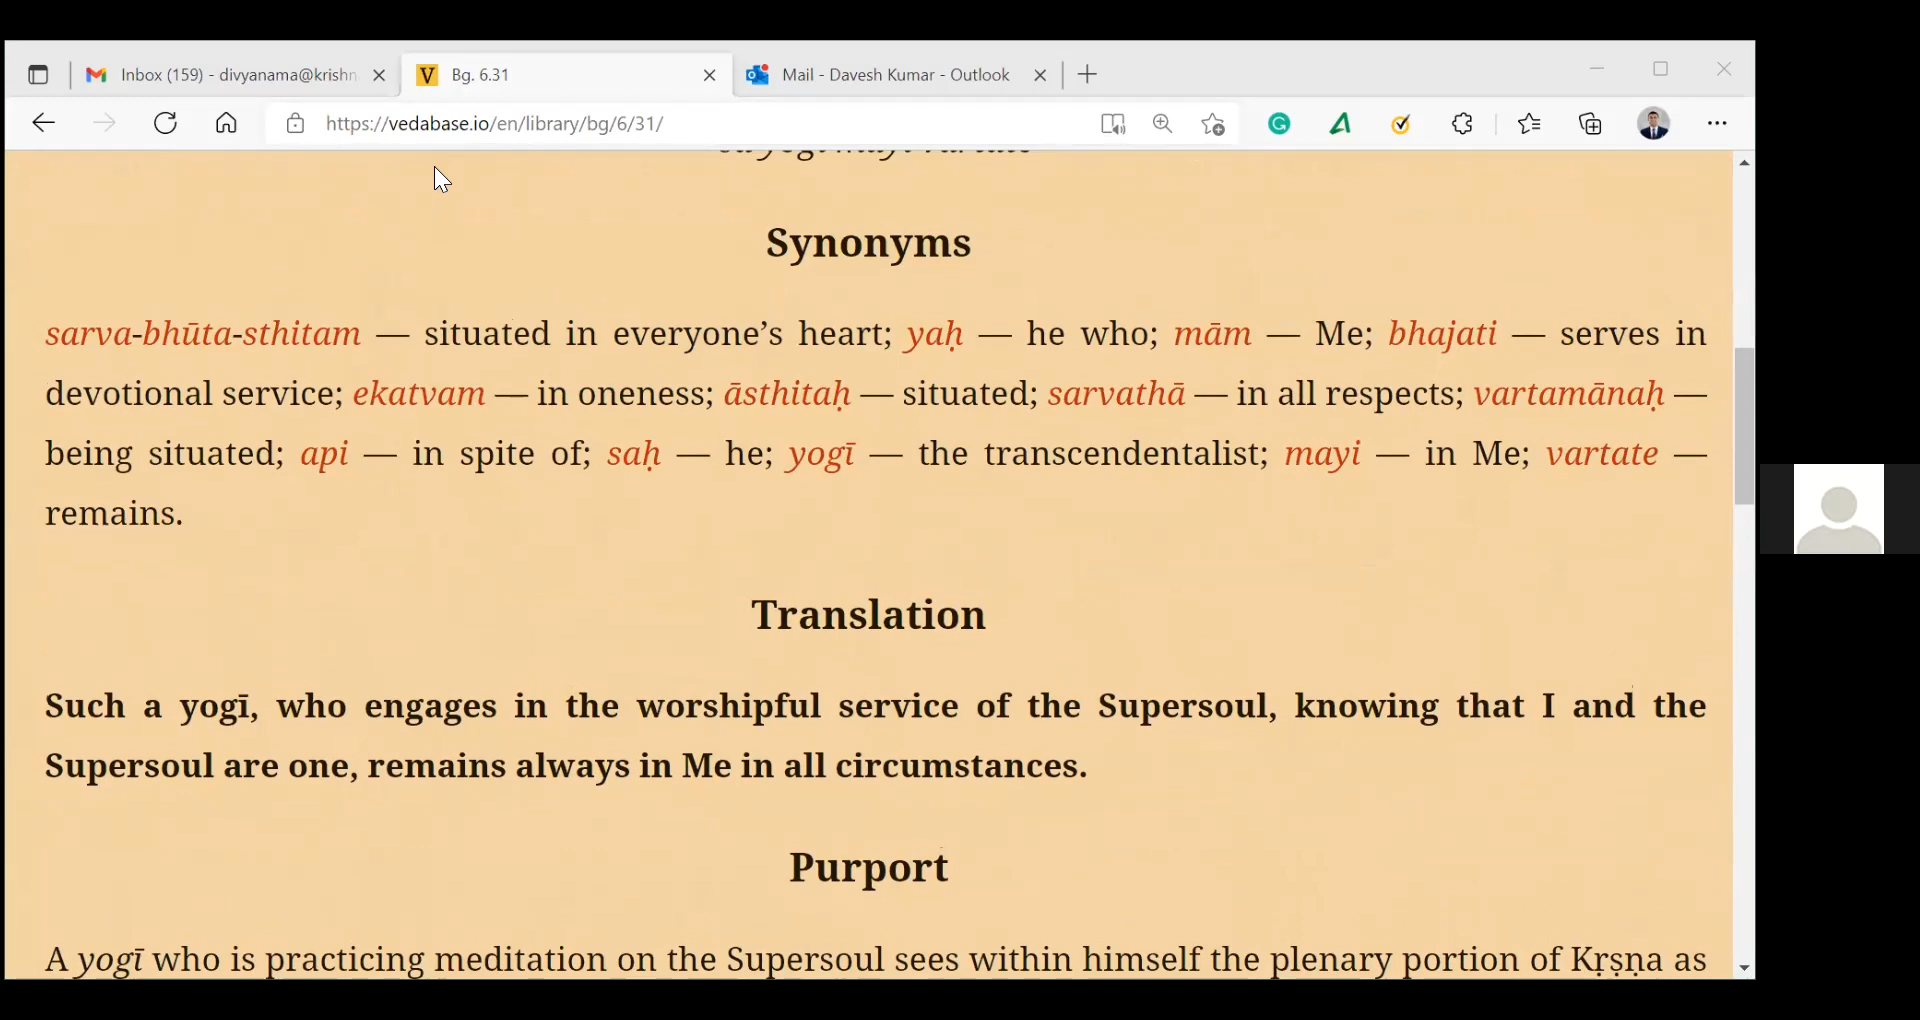 Inbox (159) - divyanama@krishn
Bg. 6.31
Mail - Davesh Kumar - Outlook
https://vedabase.io/en/library/bg/6/31/
Synonyms
sarva-bhūta-sthitam — situated in everyone’s heart; yaḥ — he who; mām — Me; bhajati — serves in
devotional service; ekatvam — in oneness; āsthitaḥ — situated; sarvathā — in all respects; vartamānaḥ —
being situated; api — in spite of; saḥ — he; yogī — the transcendentalist; mayi — in Me; vartate —
remains.
Translation
Such a yogī, who engages in the worshipful service of the Supersoul, knowing that I and the
Supersoul are one, remains always in Me in all circumstances.
Purport
A yogī who is practicing meditation on the Supersoul sees within himself the plenary portion of Kṛṣṇa as